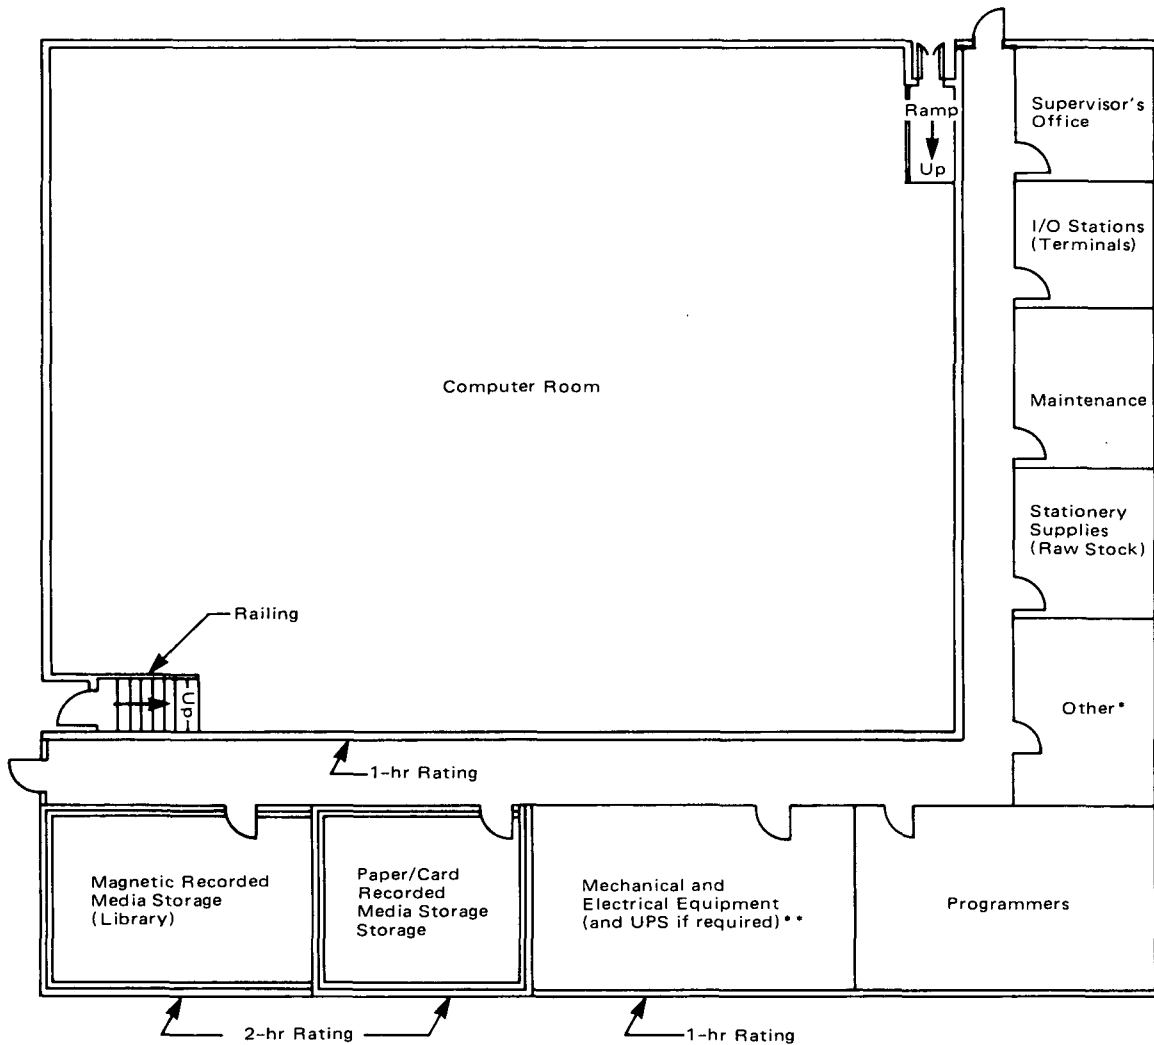 Ramp
Up
Supervisor's
Office
I/O Stations
(Terminals)
Computer Room
Maintenance
Stationery
Supplies
(Raw Stock)
Railing
Up
Other*
1-hr Rating
Magnetic Recorded
Media Storage
(Library)
Paper/Card
Recorded
Media Storage
Storage
Mechanical and
Electrical Equipment
(and UPS if required)**
Programmers
2-hr Rating
1-hr Rating